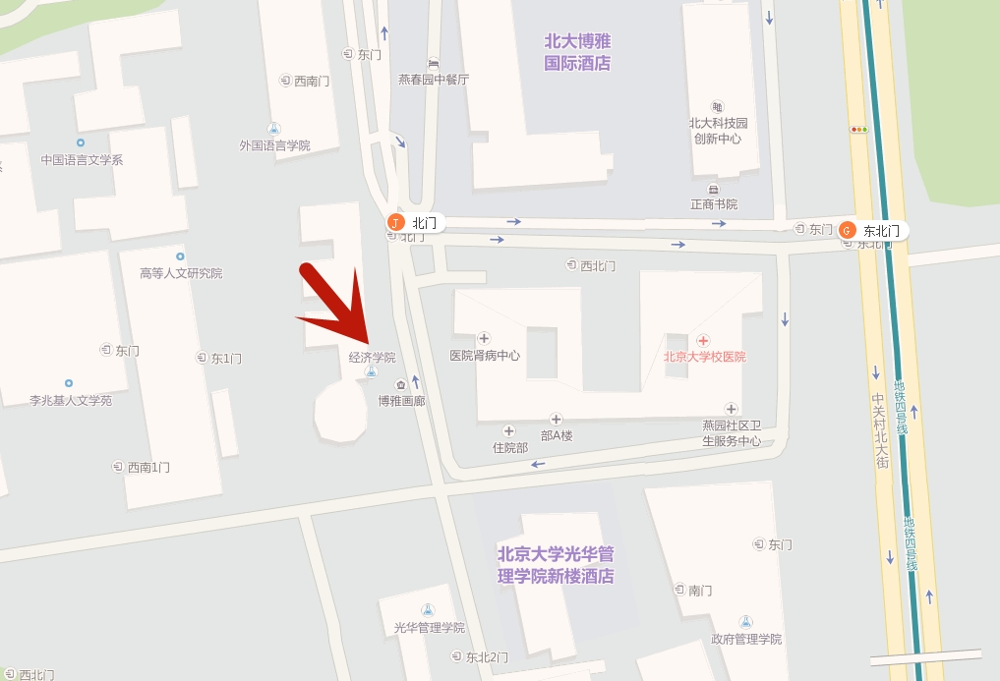 北大博雅
国际酒店
东门
西南门
燕春园中餐厅
北大科技园
创新中心
外国语言学院
中国语言文学系
正商书院
J 北门
北门
东门
G 东北门
东北门
西北门
高等人文研究院
东门
东1门
经济学院
医院肾病中心
北京大学校医院
李兆基人文学苑
博雅画廊
地铁四号线
中关村北大街
部A楼
住院部
燕园社区卫
生服务中心
西南1门
地铁四号线
北京大学光华管
理学院新楼酒店
东门
南门
光华管理学院
政府管理学院
东北2门
西北门